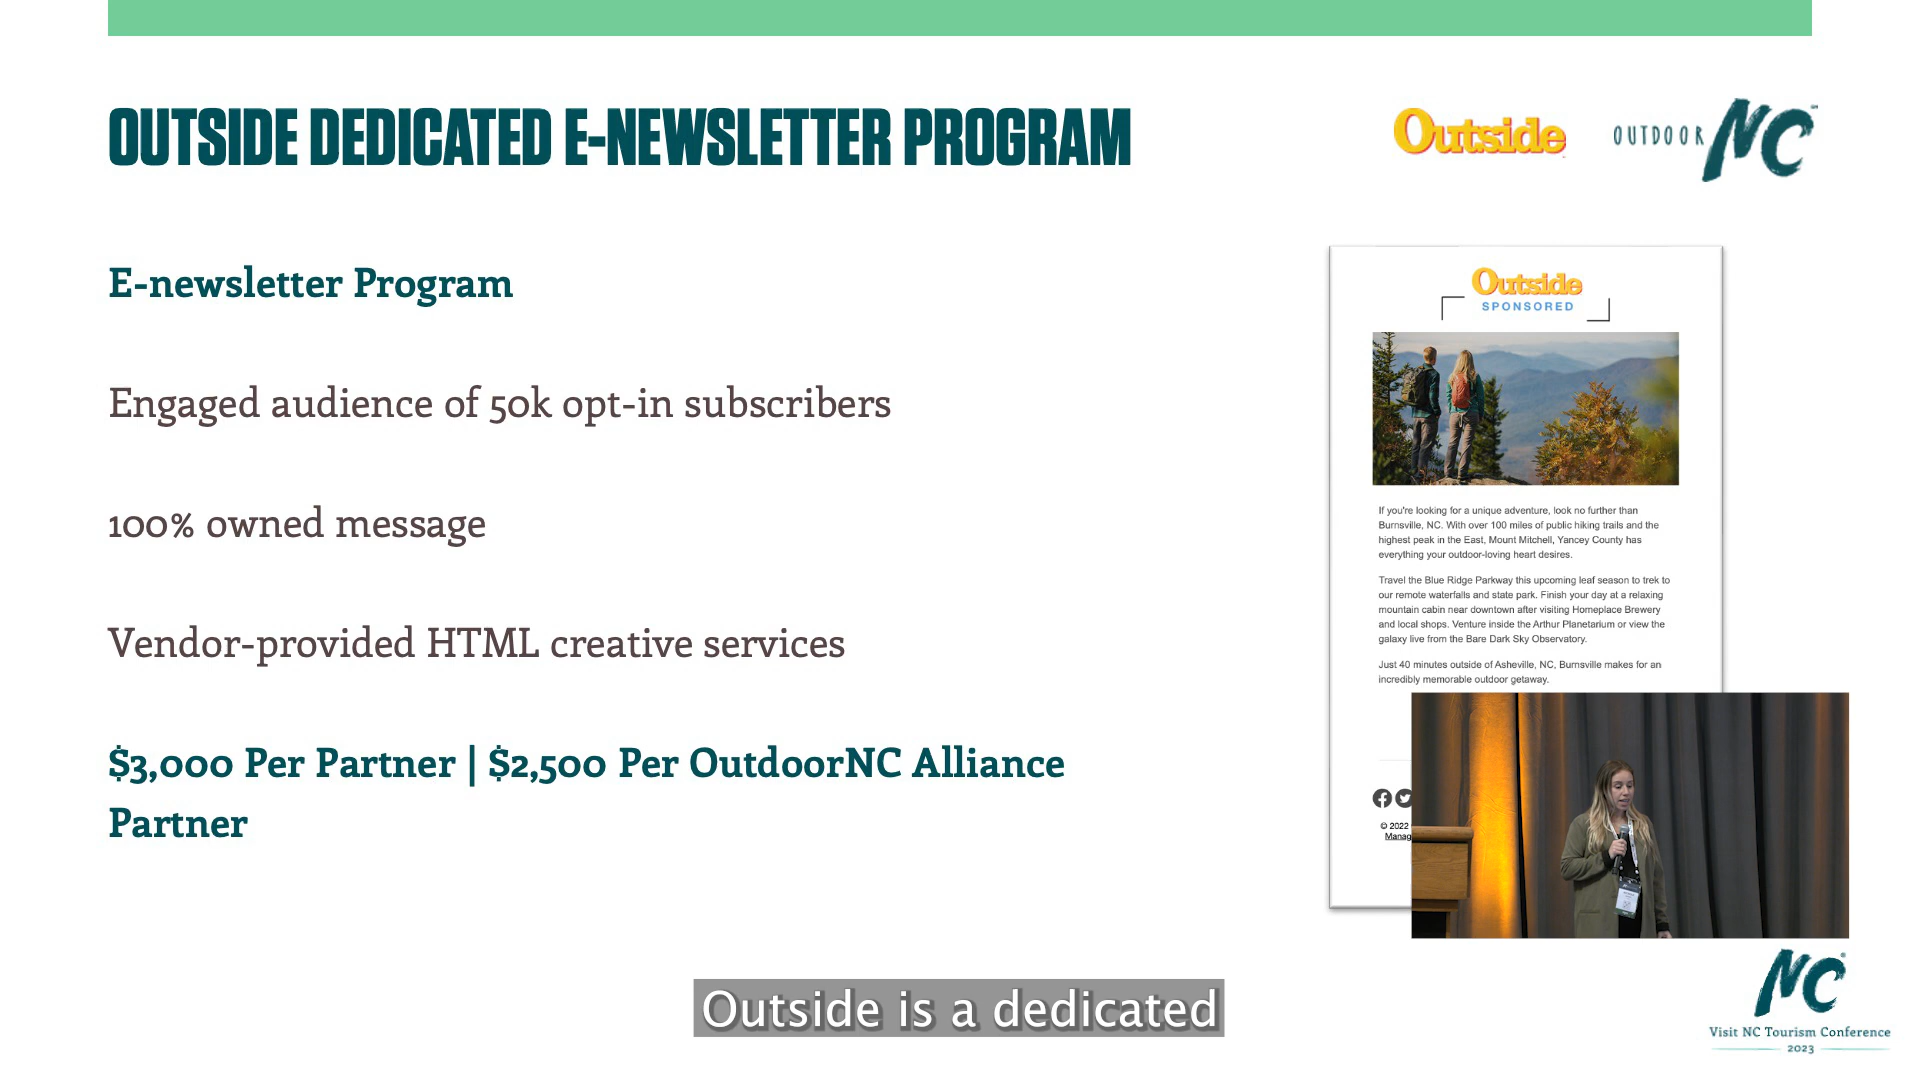 OUTSIDE DEDICATED E-NEWSLETTER PROGRAM
Outside
OUTDOOR NC
E-newsletter Program
Engaged audience of 50k opt-in subscribers
100% owned message
Vendor-provided HTML creative services
$3,000 Per Partner | $2,500 Per OutdoorNC Alliance
Partner
Outside
SPONSORED
If you're looking for a unique adventure, look no further than
Burnsville, NC. With over 100 miles of public hiking trails and the
highest peak in the East, Mount Mitchell, Yancey County has
everything your outdoor-loving heart desires.
Travel the Blue Ridge Parkway this upcoming leaf season to trek to
our remote waterfalls and state park. Finish your day at a relaxing
mountain cabin near downtown after visiting Homeplace Brewery
and local shops. Venture inside the Arthur Planetarium or view the
galaxy live from the Bare Dark Sky Observatory.
Just 40 minutes outside of Asheville, NC, Burnsville makes for an
incredibly memorable outdoor getaway.
© 2022
Manag
Outside is a dedicated
NC
Visit NC Tourism Conference
2023